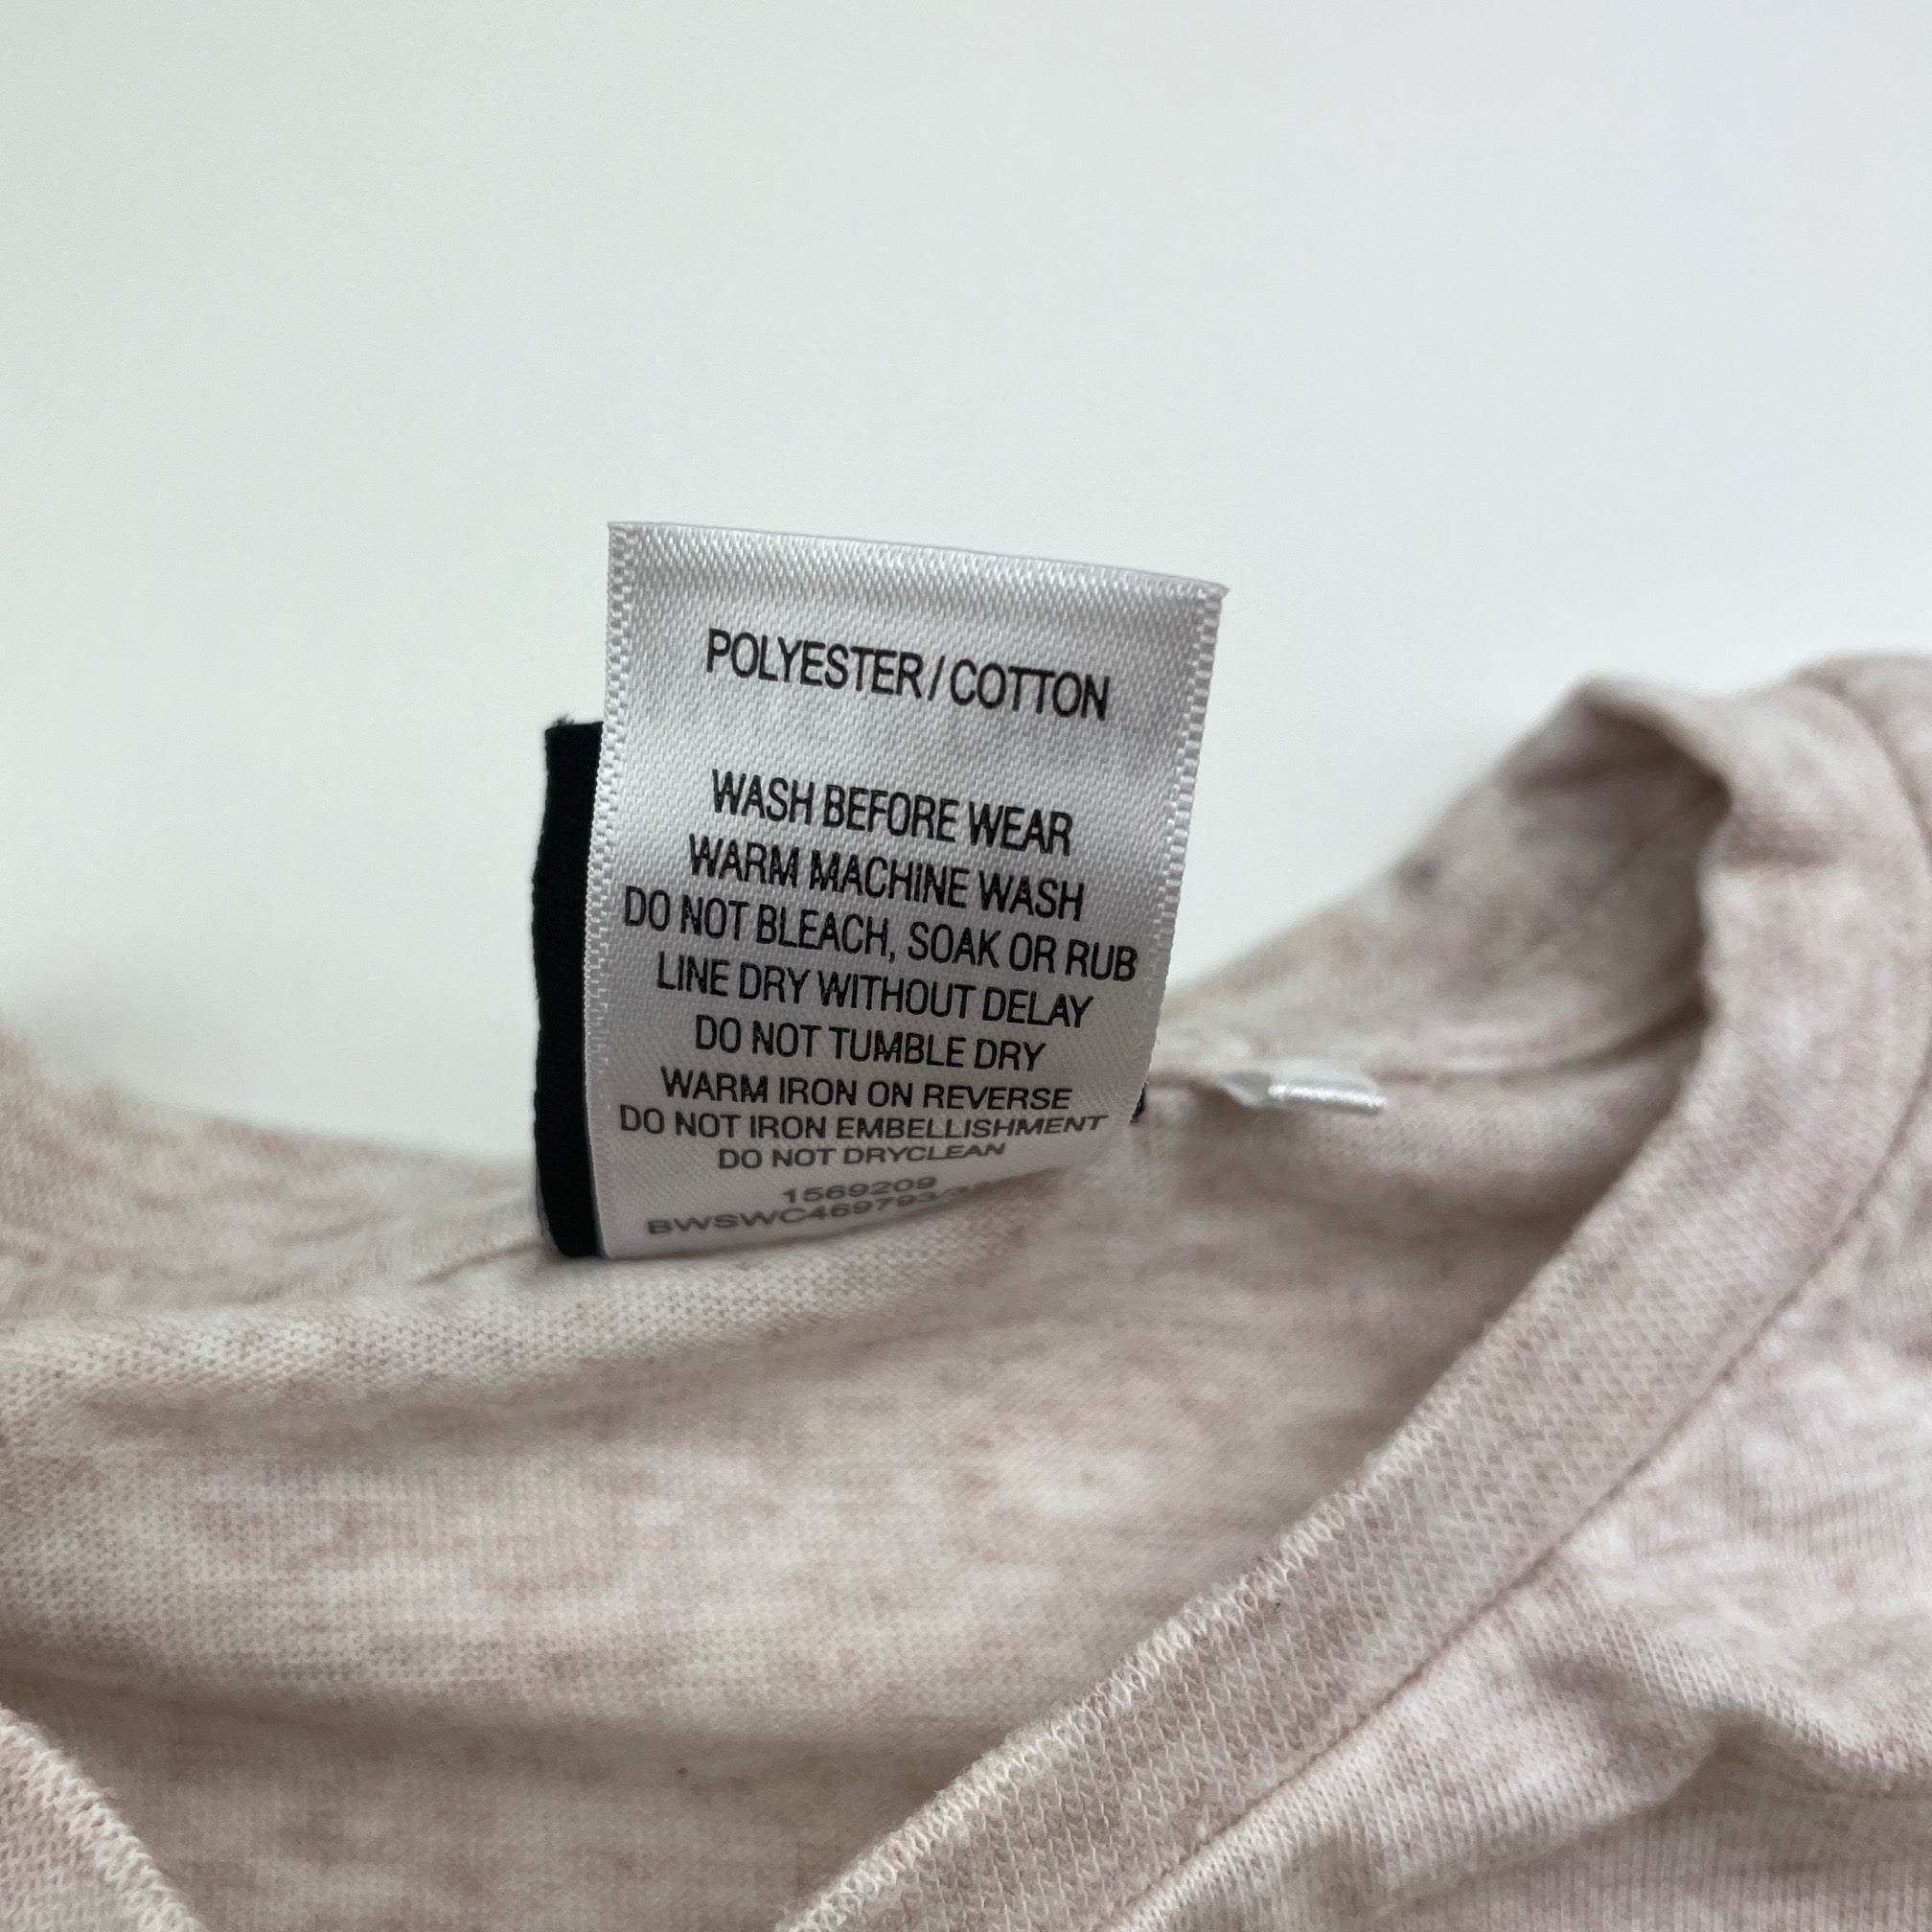 POLYESTER/COTTON
WASH BEFORE WEAR
WARM MACHINE WASH
DO NOT BLEACH, SOAK OR RUB
LINE DRY WITHOUT DELAY
DO NOT TUMBLE DRY
WARM IRON ON REVERSE
DO NOT IRON EMBELLISHMENT
DO NOT DRYCLEAN
1569209